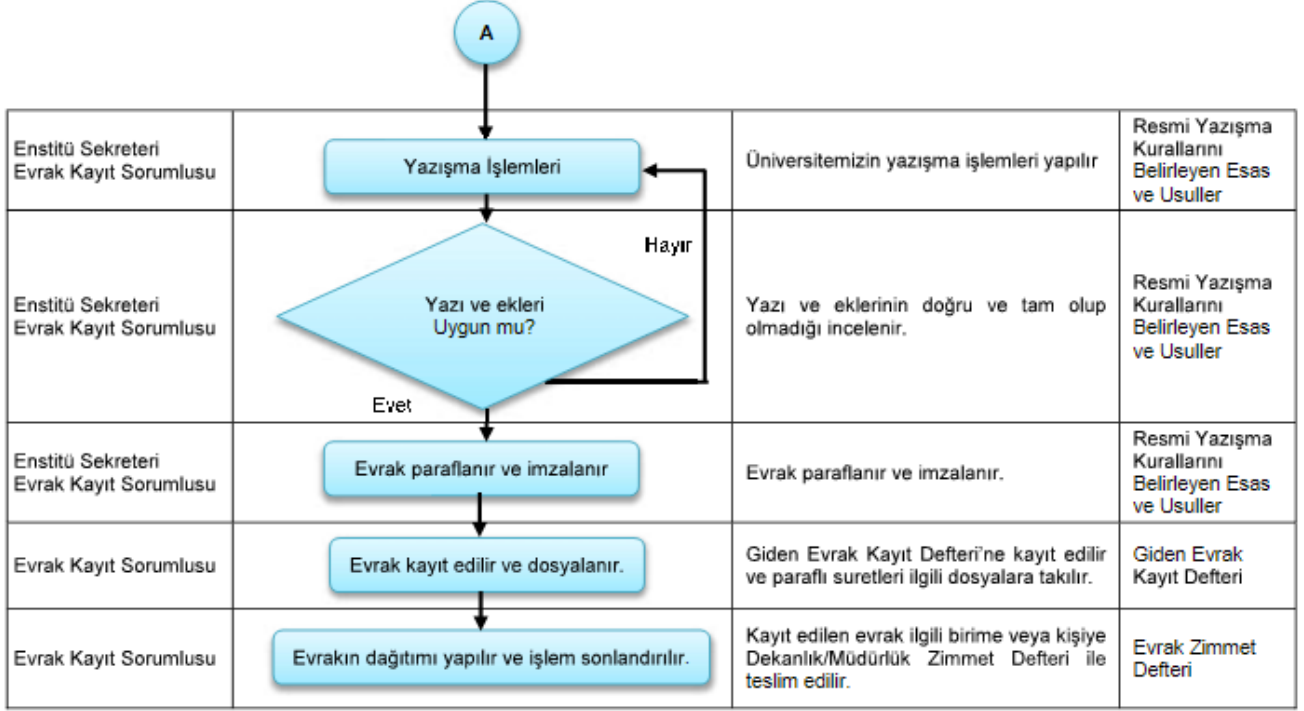 A
Enstitü Sekreteri
Evrak Kayıt Sorumlusu
Yazışma İşlemleri
Üniversitemizin yazışma işlemleri yapılır
Resmi Yazışma
Kurallarını
Belirleyen Esas
ve Usuller
Enstitü Sekreteri
Evrak Kayıt Sorumlusu
Yazı ve ekleri
Uygun mu?
Hayır
Evet
Yazı ve eklerinin doğru ve tam olup
olmadığı incelenir.
Resmi Yazışma
Kurallarını
Belirleyen Esas
ve Usuller
Enstitü Sekreteri
Evrak Kayıt Sorumlusu
Evrak paraflanır ve imzalanır
Evrak paraflanır ve imzalanır.
Resmi Yazışma
Kurallarını
Belirleyen Esas
ve Usuller
Evrak Kayıt Sorumlusu
Evrak kayıt edilir ve dosyalanır.
Giden Evrak Kayıt Defteri’ne kayıt edilir
ve paraflı suretleri ilgili dosyalara takılır.
Giden Evrak
Kayıt Defteri
Evrak Kayıt Sorumlusu
Evrakın dağıtımı yapılır ve işlem sonlandırılır.
Kayıt edilen evrak ilgili birime veya kişiye
Dekanlık/Müdürlük Zimmet Defteri ile
teslim edilir.
Evrak Zimmet
Defteri